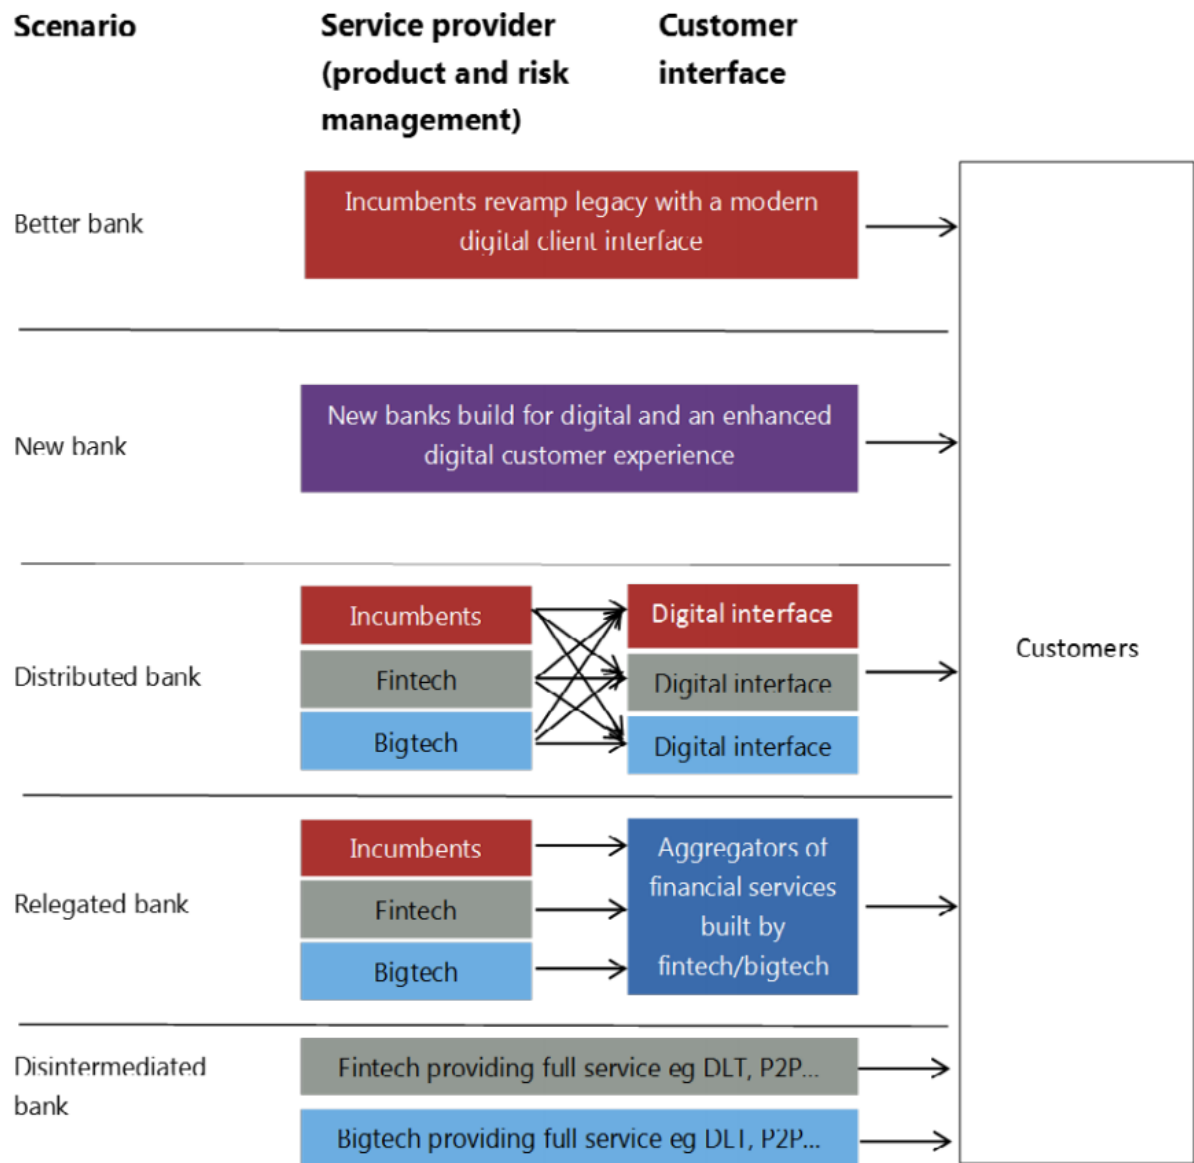 Scenario
Service provider
(product and risk
management)
Customer
interface
Better bank
Incumbents revamp legacy with a modern
digital client interface
New bank
New banks build for digital and an enhanced
digital customer experience
Distributed bank
Incumbents
Fintech
Bigtech
Digital interface
Digital interface
Digital interface
Customers
Relegated bank
Incumbents
Fintech
Bigtech
Aggregators of
financial services
built by
fintech/bigtech
Disintermediated
bank
Fintech providing full service eg DLT, P2P...
Bigtech providing full service eg DLT, P2P...